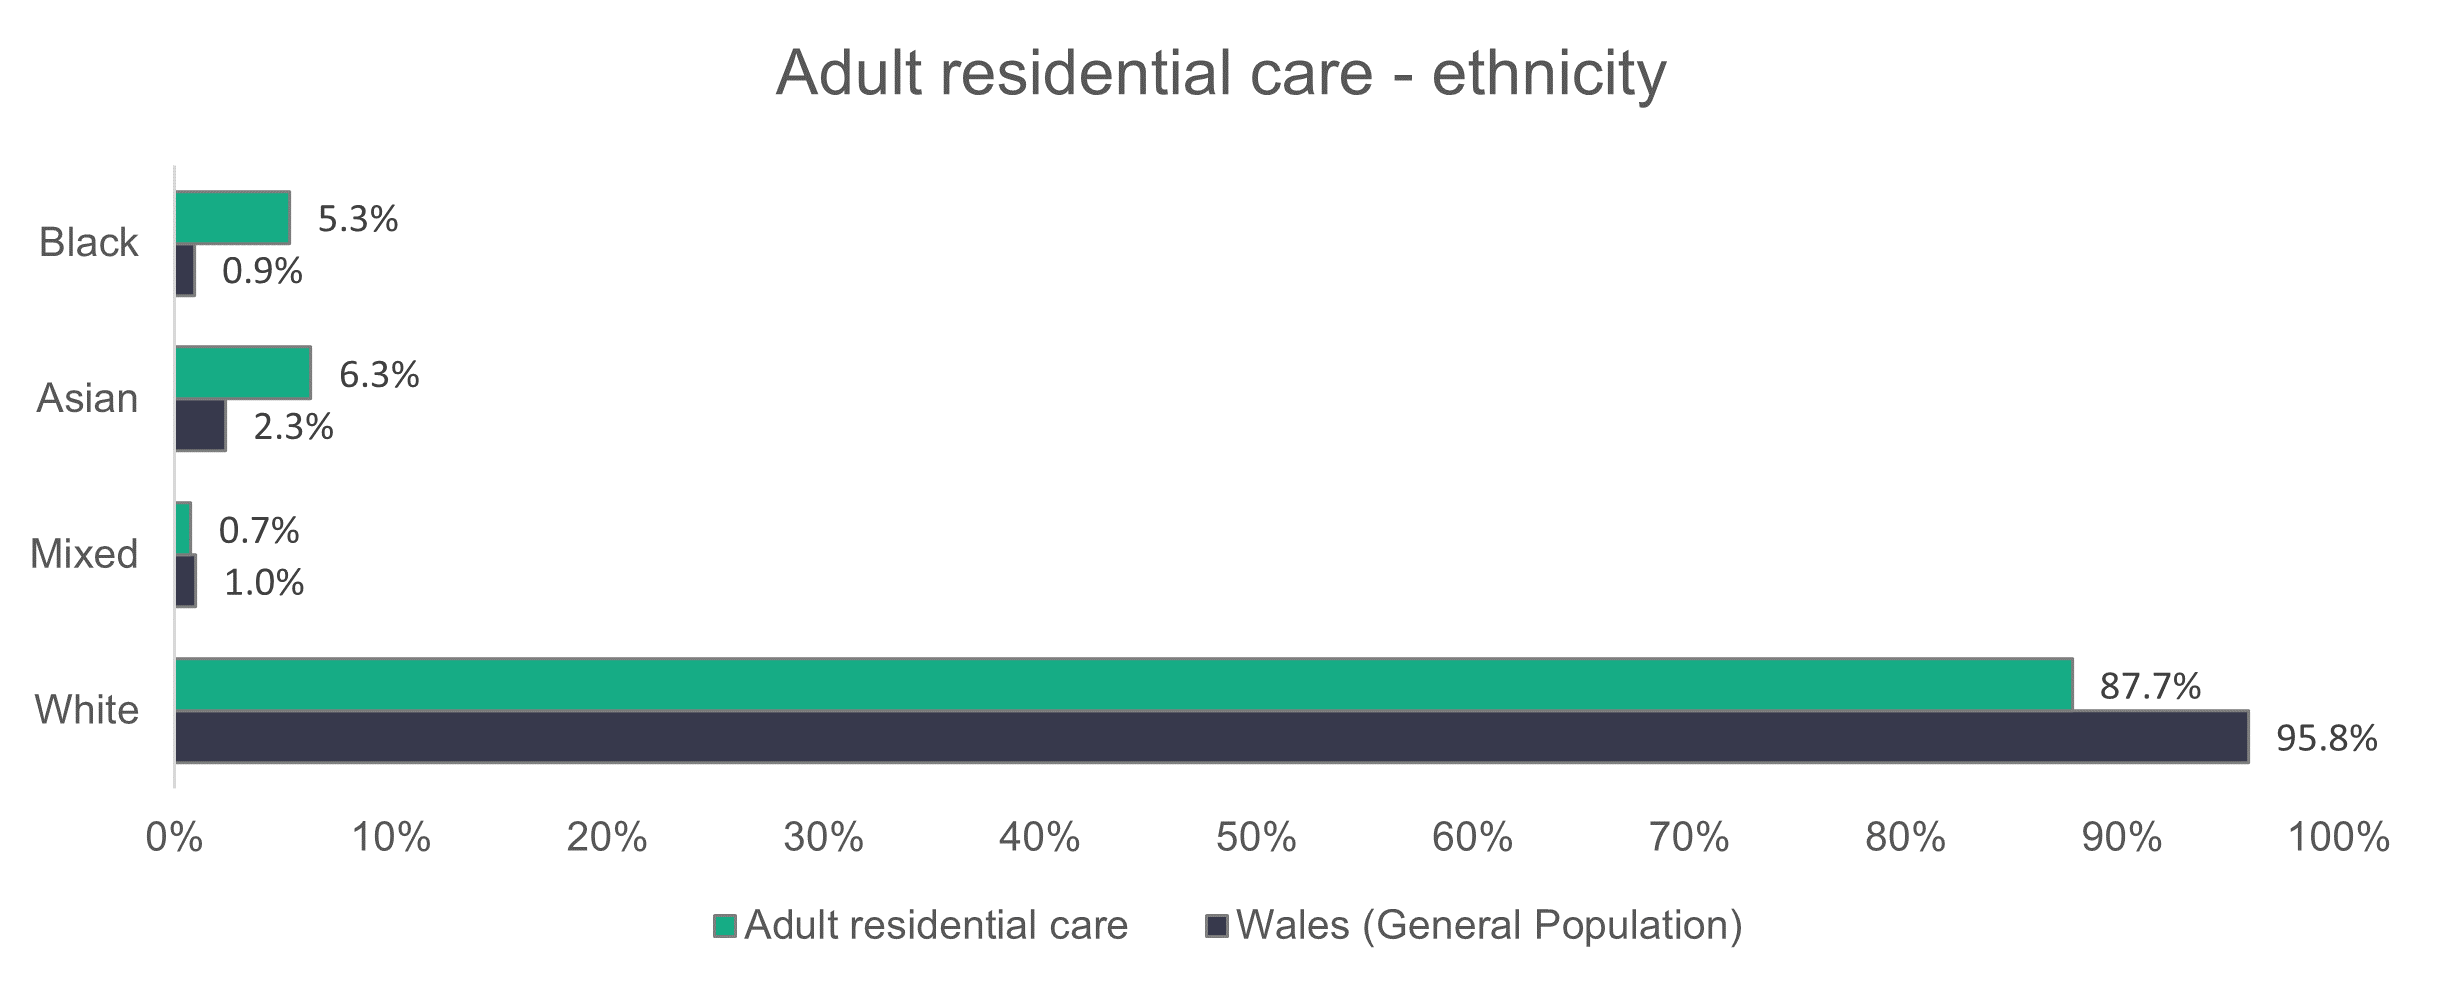 Adult residential care - ethnicity
Black
5.3%
0.9%
Asian
6.3%
2.3%
Mixed
0.7%
1.0%
White
87.7%
95.8%
0% 10% 20% 30% 40% 50% 60% 70% 80% 90% 100%
Adult residential care Wales (General Population)